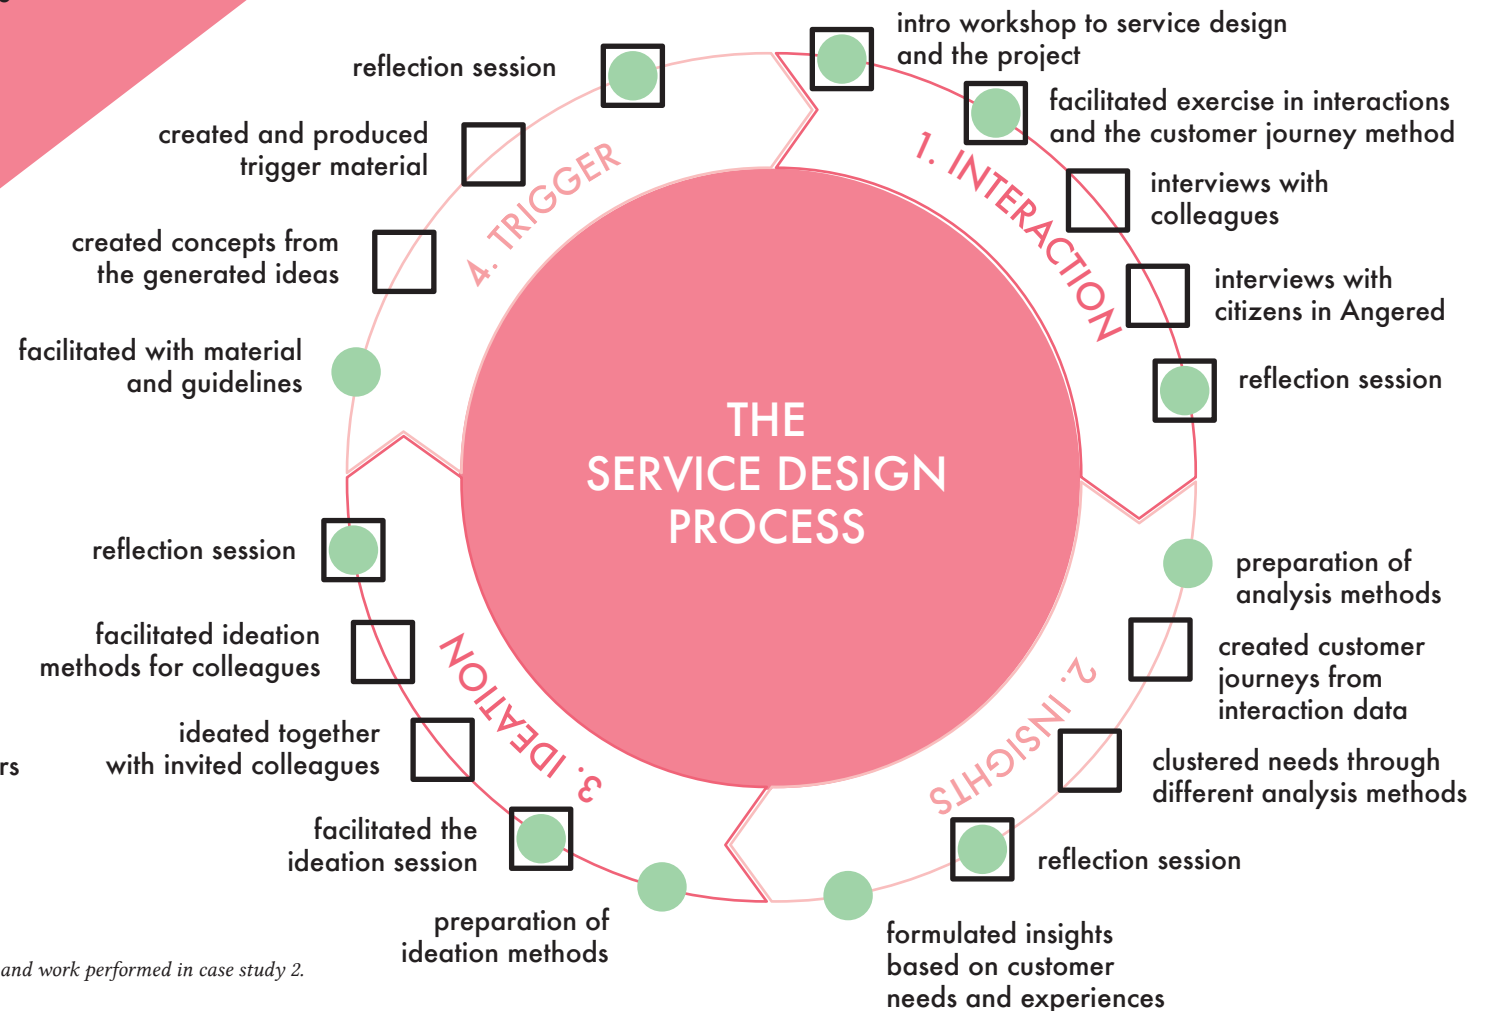 THE
SERVICE DESIGN
PROCESS
1. INTERACTION
intro workshop to service design
and the project
facilitated exercise in interactions
and the customer journey method
interviews with
colleagues
interviews with
citizens in Angered
reflection session
2. INSIGHTS
preparation of
analysis methods
created customer
journeys from
interaction data
clustered needs through
different analysis methods
reflection session
formulated insights
based on customer
needs and experiences
3. IDEATION
preparation of
ideation methods
facilitated the
ideation session
ideated together
with invited colleagues
facilitated ideation
methods for colleagues
reflection session
4. TRIGGER
facilitated with material
and guidelines
created concepts from
the generated ideas
created and produced
trigger material
reflection session
rs
and work performed in case study 2.